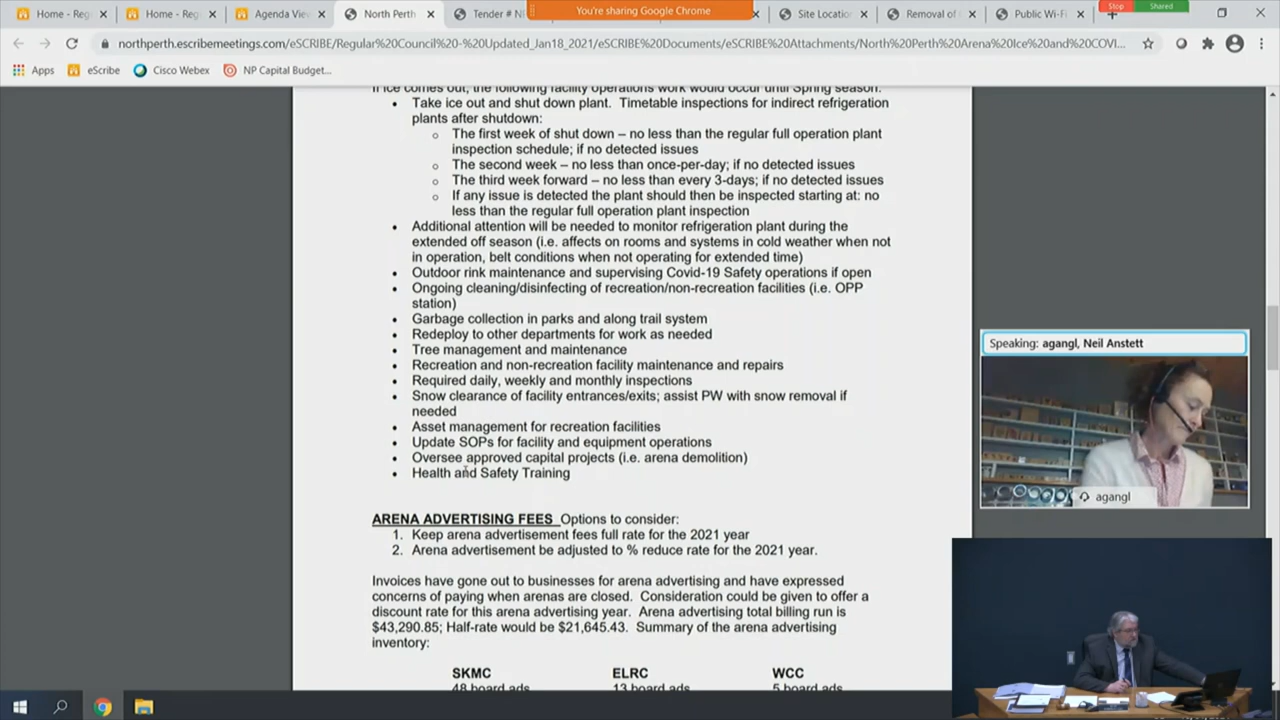 Home - Reg
Home - Reg
Agenda View
North Perth
Tender # N
You're sharing Google Chrome
Site Locatio
Removal of
Public Wi-F
Stop
Shared
northperth.escribemeetings.com/eSCRIBE/Regular%20Council%20-%20Updated_Jan18_2021/eSCRIBE%20Documents/eSCRIBE%20Attachments/North%20Perth%20Arena%20Ice%20and%20COVI...
Apps
eScribe
Cisco Webex
NP Capital Budget...
If ice comes out, the following facility operations work would occur until Spring season:
• Take ice out and shut down plant. Timetable inspections for indirect refrigeration
plants after shutdown:
o The first week of shut down – no less than the regular full operation plant
inspection schedule; if no detected issues
o The second week – no less than once-per-day; if no detected issues
o The third week forward – no less than every 3-days; if no detected issues
o If any issue is detected the plant should then be inspected starting at: no
less than the regular full operation plant inspection
• Additional attention will be needed to monitor refrigeration plant during the
extended off season (i.e. affects on rooms and systems in cold weather when not
in operation, belt conditions when not operating for extended time)
• Outdoor rink maintenance and supervising Covid-19 Safety operations if open
• Ongoing cleaning/disinfecting of recreation/non-recreation facilities (i.e. OPP
station)
• Garbage collection in parks and along trail system
• Redeploy to other departments for work as needed
• Tree management and maintenance
• Recreation and non-recreation facility maintenance and repairs
• Required daily, weekly and monthly inspections
• Snow clearance of facility entrances/exits; assist PW with snow removal if
needed
• Asset management for recreation facilities
• Update SOPs for facility and equipment operations
• Oversee approved capital projects (i.e. arena demolition)
• Health and Safety Training
ARENA ADVERTISING FEES Options to consider:
1. Keep arena advertisement fees full rate for the 2021 year
2. Arena advertisement be adjusted to % reduce rate for the 2021 year.
Invoices have gone out to businesses for arena advertising and have expressed
concerns of paying when arenas are closed. Consideration could be given to offer a
discount rate for this arena advertising year. Arena advertising total billing run is
$43,290.85; Half-rate would be $21,645.43. Summary of the arena advertising
inventory:
SKMC ELRC WCC
48 board ads 13 board ads 5 board ads
Speaking: agangl, Neil Anstett
agangl